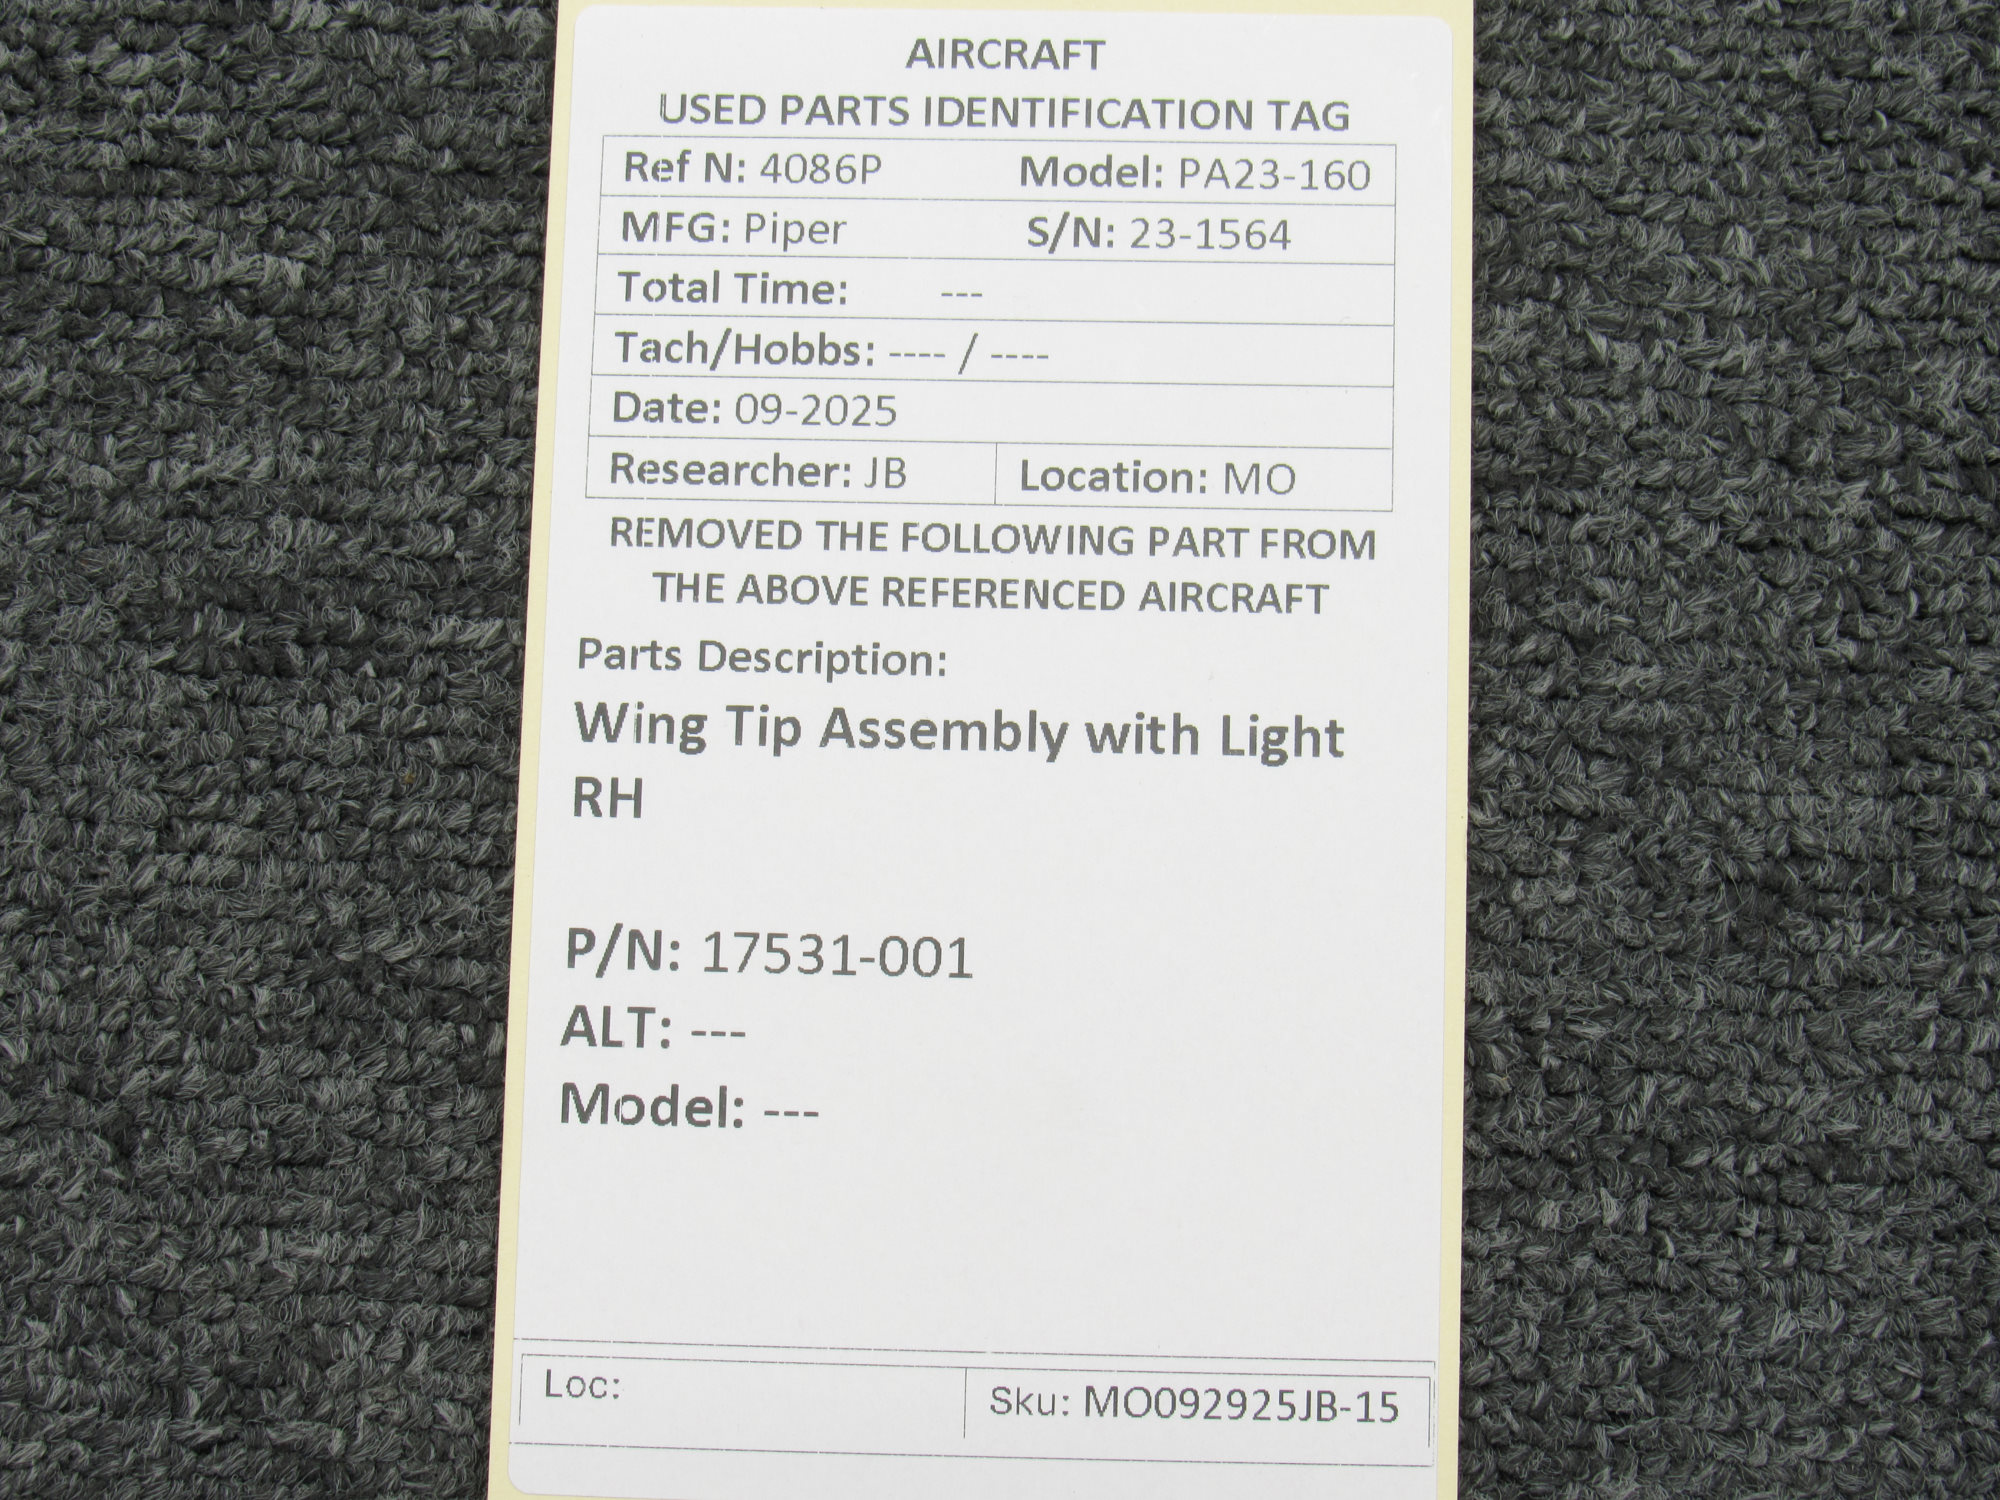 AIRCRAFT
USED PARTS IDENTIFICATION TAG
Ref N: 4086P Model: PA23-160
MFG: Piper S/N: 23-1564
Total Time: ---
Tach/Hobbs: ---- / ----
Date: 09-2025
Researcher: JB Location: MO
REMOVED THE FOLLOWING PART FROM
THE ABOVE REFERENCED AIRCRAFT
Parts Description:
Wing Tip Assembly with Light
RH
P/N: 17531-001
ALT: ---
Model: ---
Loc: Sku: MO092925JB-15